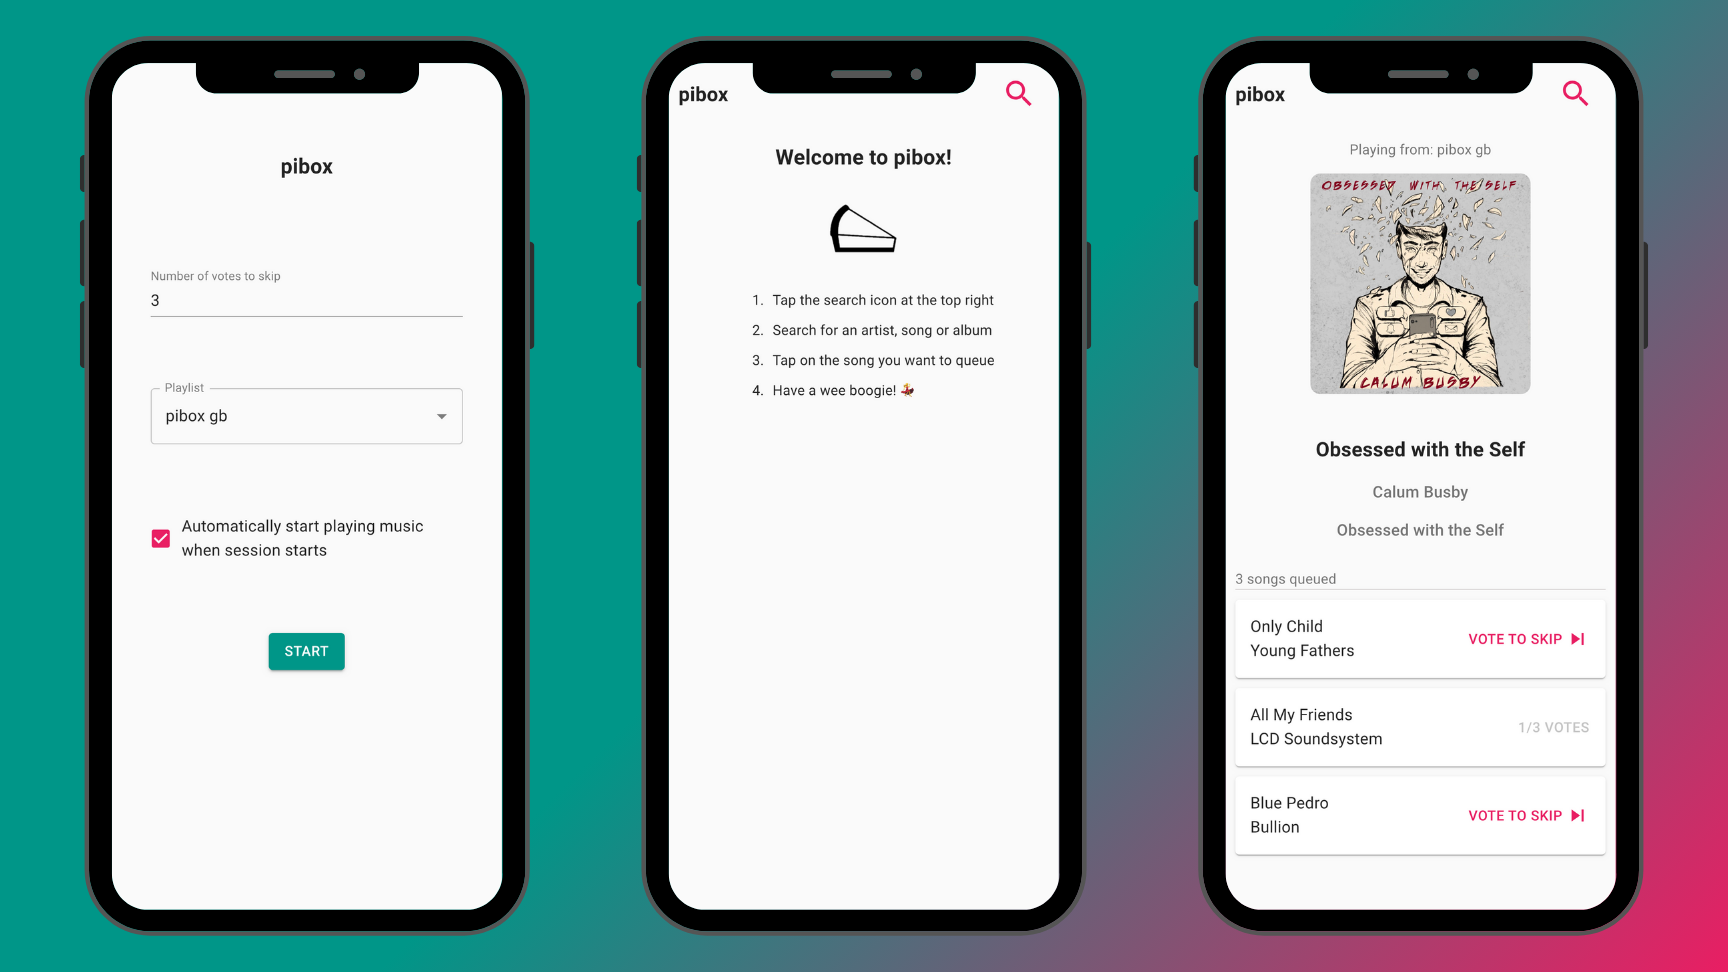 pibox
Number of votes to skip
3
Playlist
pibox gb
Automatically start playing music
when session starts
START
pibox
Welcome to pibox!
1. Tap the search icon at the top right
2. Search for an artist, song or album
3. Tap on the song you want to queue
4. Have a wee boogie! 💃
pibox
Playing from: pibox gb
OBSESSED WITH THE SELF
CALUM BUSBY
Obsessed with the Self
Calum Busby
Obsessed with the Self
3 songs queued
Only Child
Young Fathers
VOTE TO SKIP
All My Friends
LCD Soundsystem
1/3 VOTES
Blue Pedro
Bullion
VOTE TO SKIP